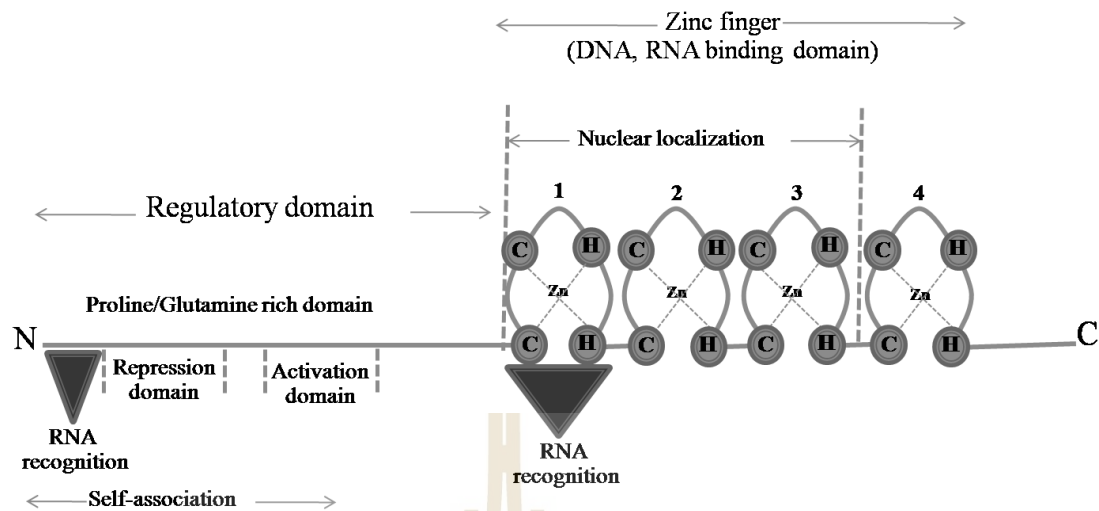 Zinc finger
(DNA, RNA binding domain)
Nuclear localization
1 2 3 4
Regulatory domain
C H C H C H C H
Zn Zn Zn Zn
Proline/Glutamine rich domain
N C H C H C H C H C
Repression
domain
Activation
domain
RNA
recognition
RNA
recognition
Self-association